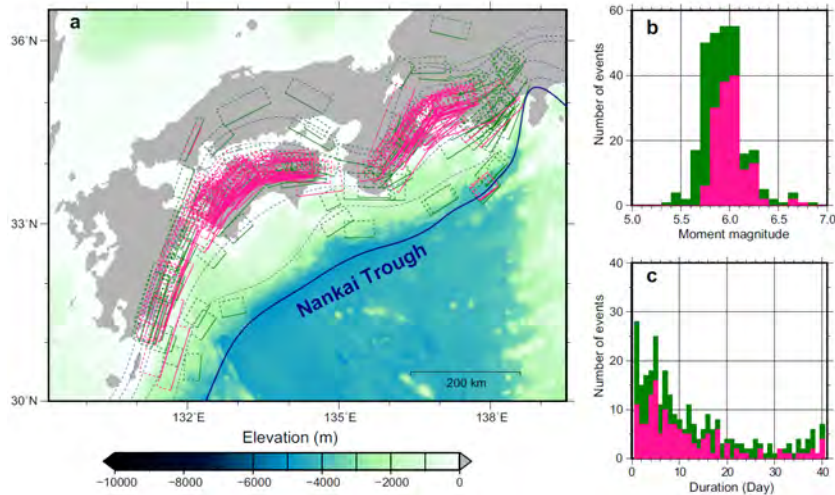 a
36°N
33°N
30°N
132°E
135°E
138°E
Nankai Trough
200 km
Elevation (m)
−10000 −8000 −6000 −4000 −2000 0
b
Number of events
60
40
20
0
5.0 5.5 6.0 6.5 7.0
Moment magnitude
c
Number of events
40
30
20
10
0
0 10 20 30 40
Duration (Day)